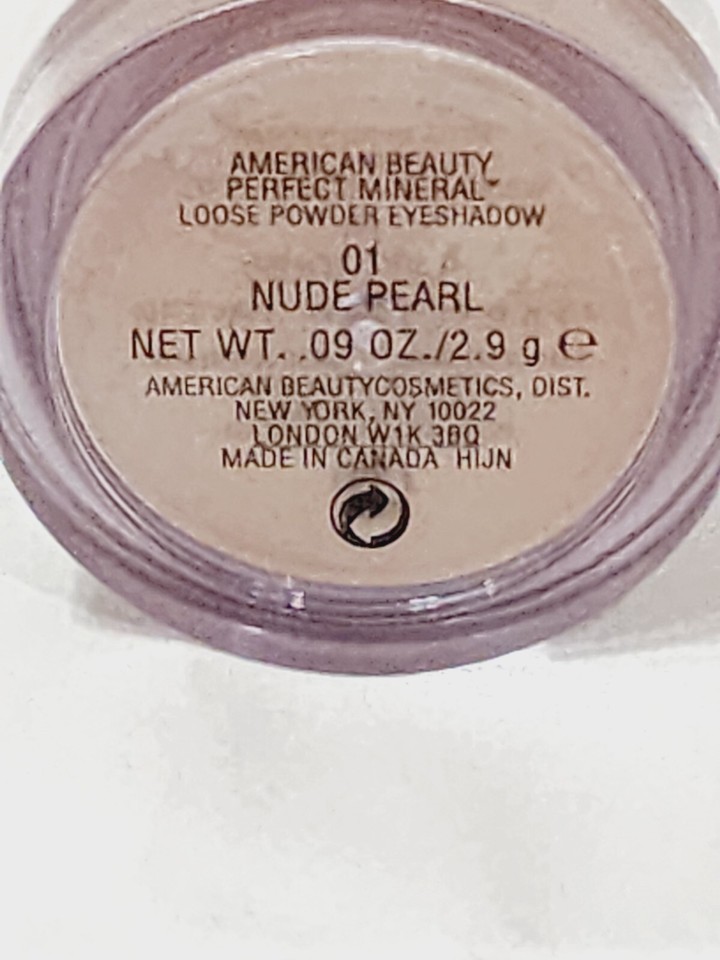 AMERICAN BEAUTY
PERFECT MINERAL™
LOOSE POWDER EYESHADOW
01
NUDE PEARL
NET WT. .09 OZ./2.9 g ℮
AMERICAN BEAUTYCOSMETICS, DIST.
NEW YORK, NY 10022
LONDON W1K 3BQ
MADE IN CANADA HIJN